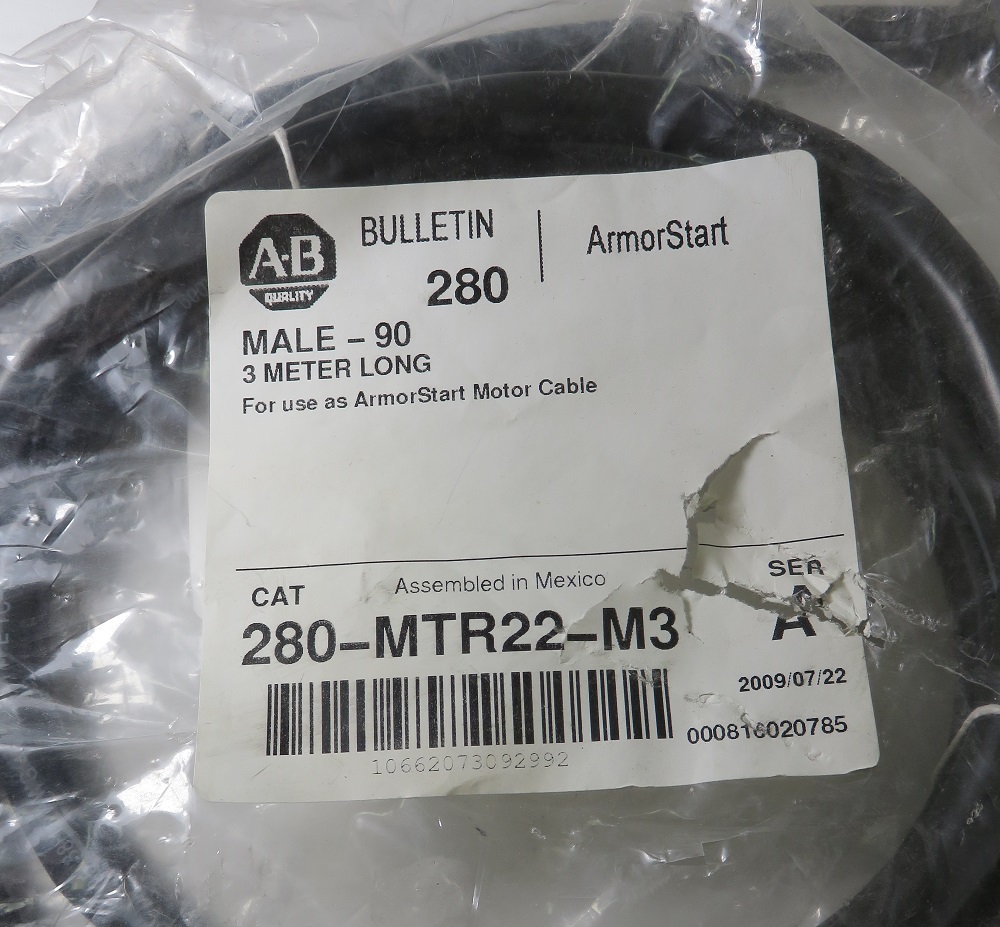 A-B
QUALITY
BULLETIN
280
ArmorStart
MALE – 90
3 METER LONG
For use as ArmorStart Motor Cable
CAT
Assembled in Mexico
SER
280–MTR22–M3
A
2009/07/22
000816020785
10662073092992